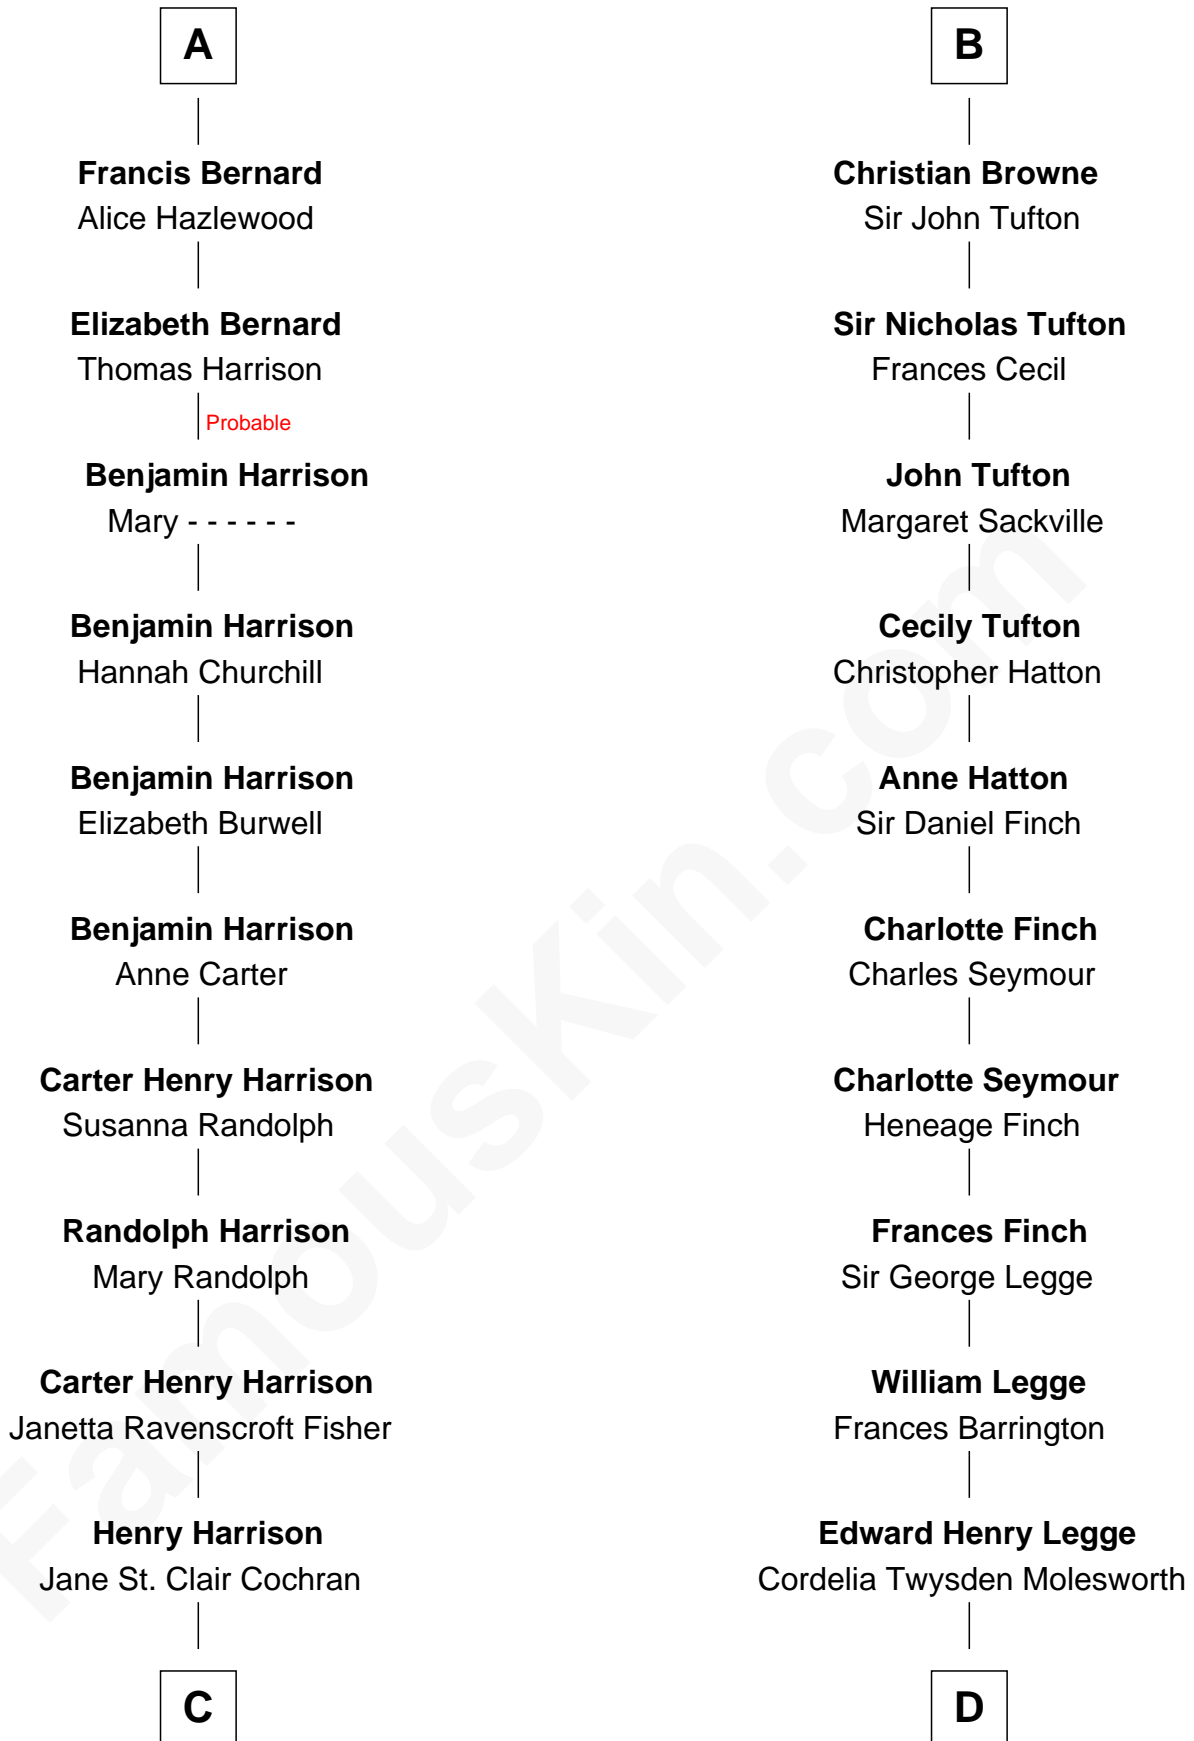 A
Francis Bernard
Alice Hazlewood
Elizabeth Bernard
Thomas Harrison
Probable
Benjamin Harrison
Mary - - - - - -
Benjamin Harrison
Hannah Churchill
Benjamin Harrison
Elizabeth Burwell
Benjamin Harrison
Anne Carter
Carter Henry Harrison
Susanna Randolph
Randolph Harrison
Mary Randolph
Carter Henry Harrison
Janetta Ravenscroft Fisher
Henry Harrison
Jane St. Clair Cochran
C
B
Christian Browne
Sir John Tufton
Sir Nicholas Tufton
Frances Cecil
John Tufton
Margaret Sackville
Cecily Tufton
Christopher Hatton
Anne Hatton
Sir Daniel Finch
Charlotte Finch
Charles Seymour
Charlotte Seymour
Heneage Finch
Frances Finch
Sir George Legge
William Legge
Frances Barrington
Edward Henry Legge
Cordelia Twysden Molesworth
D
FamousKin.com